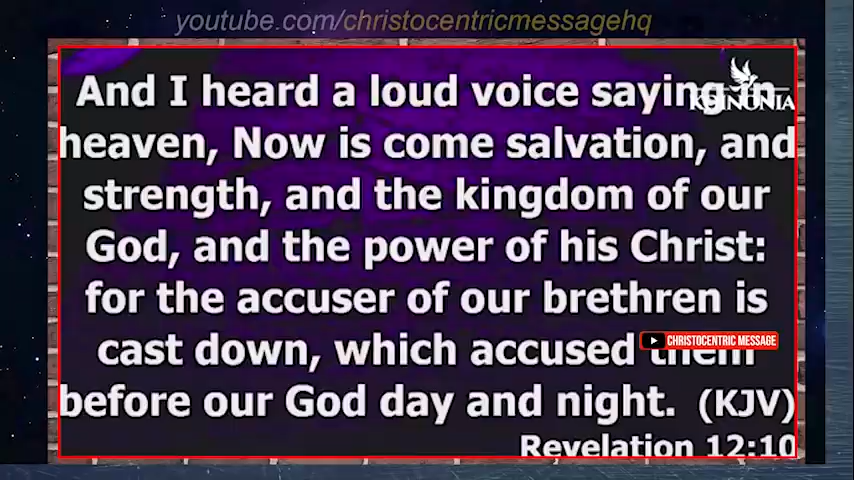 youtube.com/christocentricmessagehq
And I heard a loud voice saying in
KOINONIA
heaven, Now is come salvation, and
strength, and the kingdom of our
God, and the power of his Christ:
for the accuser of our brethren is
cast down, which accused them
CHRISTOCENTRIC MESSAGE
before our God day and night. (KJV)
Revelation 12:10